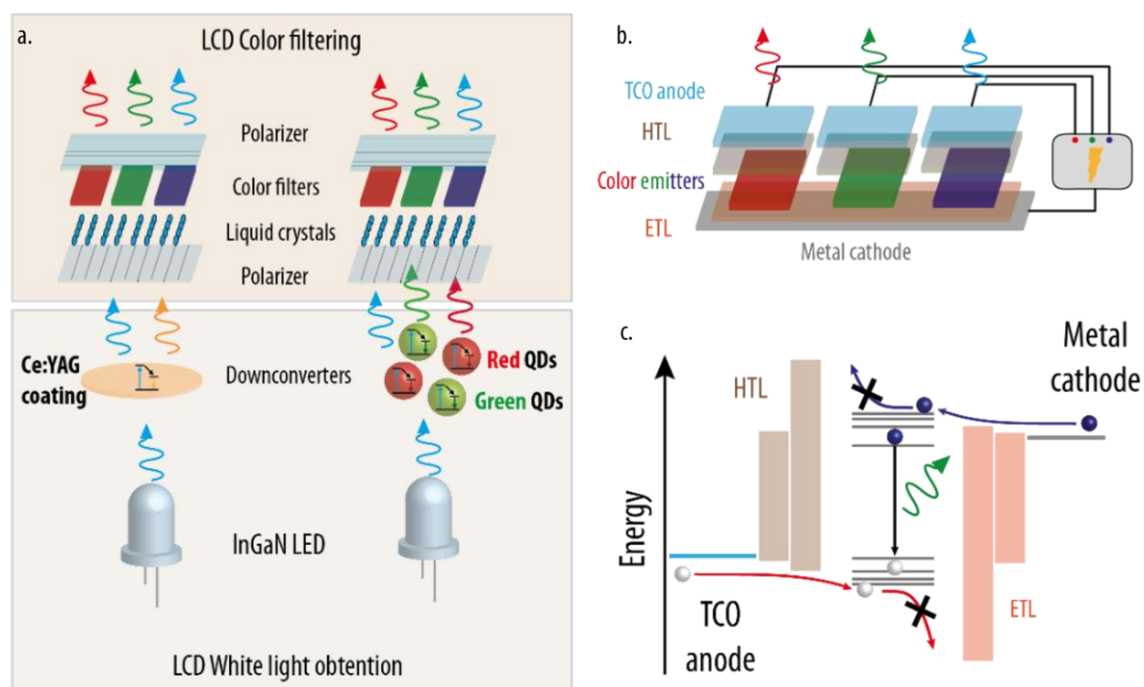 a.
LCD Color filtering
Polarizer
Color filters
Liquid crystals
Polarizer
Ce:YAG
coating
Downconverters
Red QDs
Green QDs
InGaN LED
LCD White light obtention
b.
TCO anode
HTL
Color emitters
ETL
Metal cathode
c.
Metal
cathode
HTL
Energy
TCO
anode
ETL